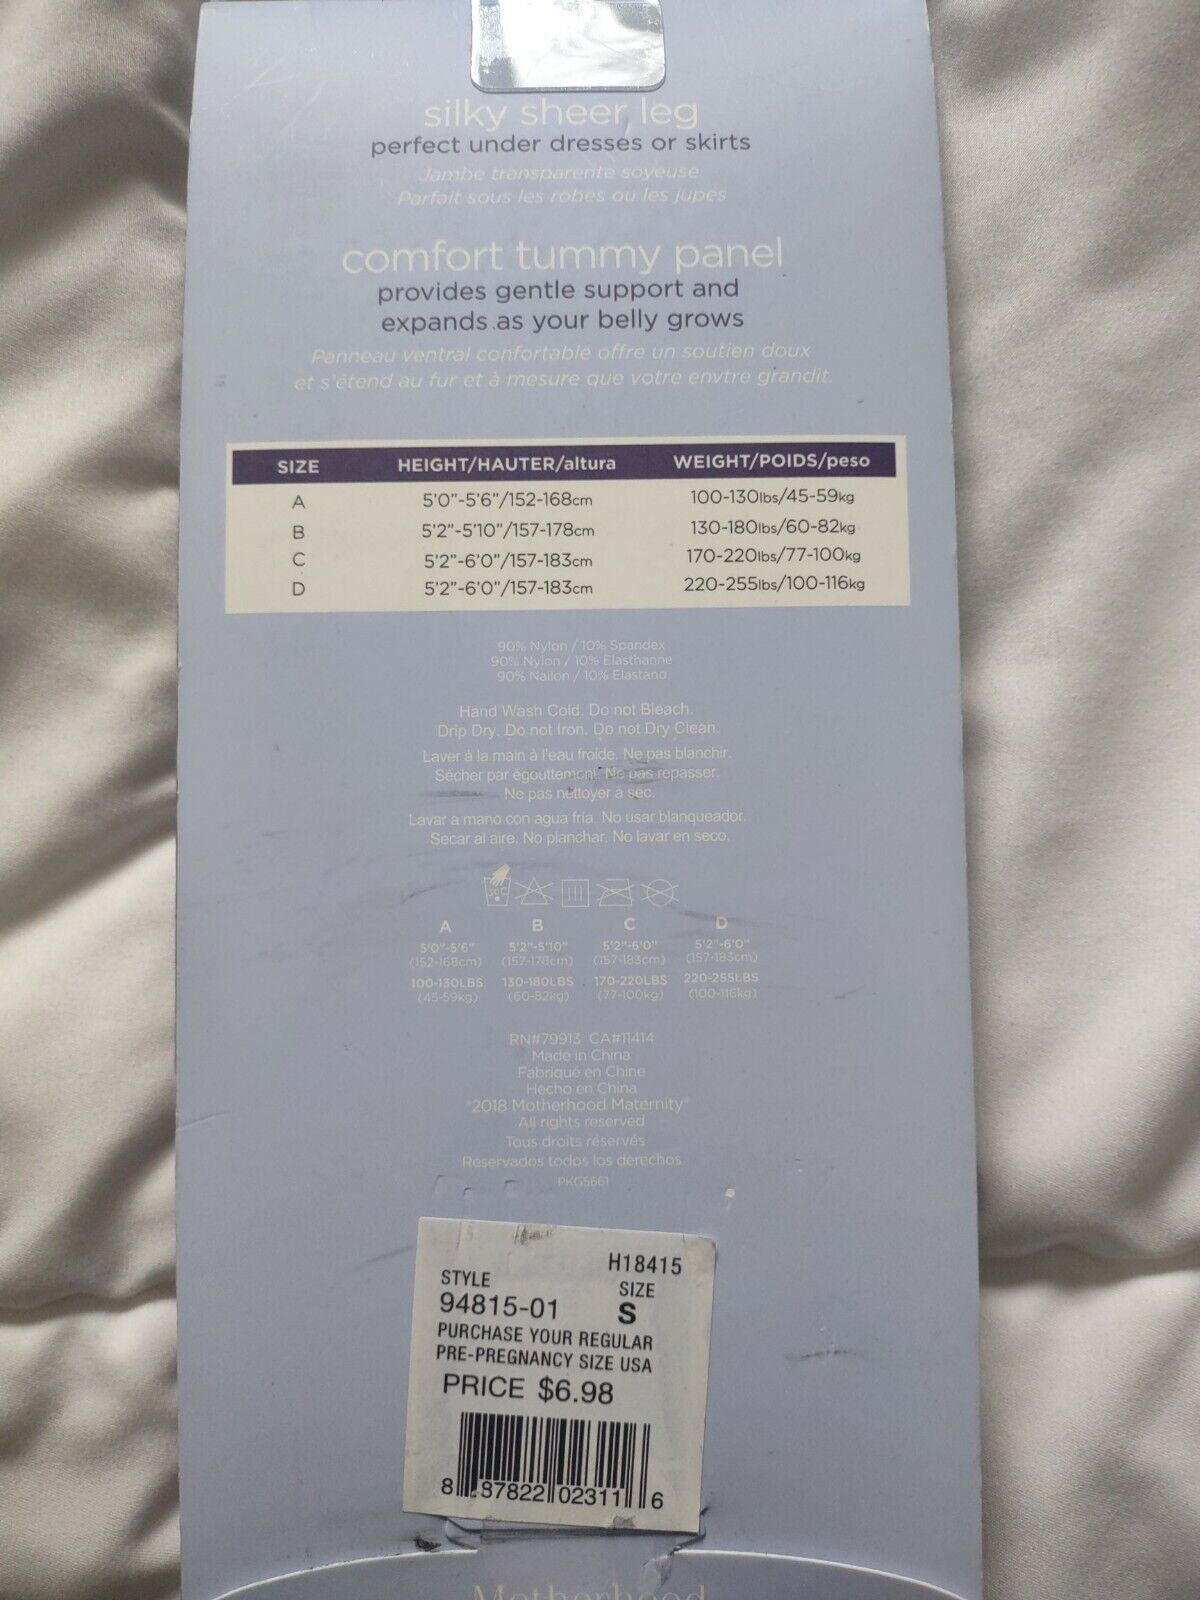 silky sheer leg
perfect under dresses or skirts
Jambe transparente soyeuse
Parfait sous les robes ou les jupes
comfort tummy panel
provides gentle support and
expands as your belly grows
Panneau ventral confortable offre un soutien doux
et s'étend au fur et à mesure que votre envtre grandit.
SIZE HEIGHT/HAUTER/altura WEIGHT/POIDS/peso
A 5'0"-5'6"/152-168cm 100-130lbs/45-59kg
B 5'2"-5'10"/157-178cm 130-180lbs/60-82kg
C 5'2"-6'0"/157-183cm 170-220lbs/77-100kg
D 5'2"-6'0"/157-183cm 220-255lbs/100-116kg
90% Nylon / 10% Spandex
90% Nylon / 10% Elasthanne
90% Nailon / 10% Elastano
Hand Wash Cold. Do not Bleach.
Drip Dry. Do not Iron. Do not Dry Clean.
Laver à la main à l'eau froide. Ne pas blanchir.
Sécher par égouttement. Ne pas repasser.
Ne pas nettoyer à sec.
Lavar a mano con agua fría. No usar blanqueador.
Secar al aire. No planchar. No lavar en seco.
30C
A B C D
5'0"-5'6" 5'2"-5'10" 5'2"-6'0" 5'2"-6'0"
(152-168cm) (157-178cm) (157-183cm) (157-183cm)
100-130LBS 130-180LBS 170-220LBS 220-255LBS
(45-59kg) (60-82kg) (77-100kg) (100-116kg)
RN#79913 CA#11414
Made in China
Fabriqué en Chine
Hecho en China
©2018 Motherhood Maternity®
All rights reserved
Tous droits réservés
Reservados todos los derechos
PKG5661
H18415
STYLE SIZE
94815-01 S
PURCHASE YOUR REGULAR
PRE-PREGNANCY SIZE USA
PRICE $6.98
8 87822 02311 6
Motherhood